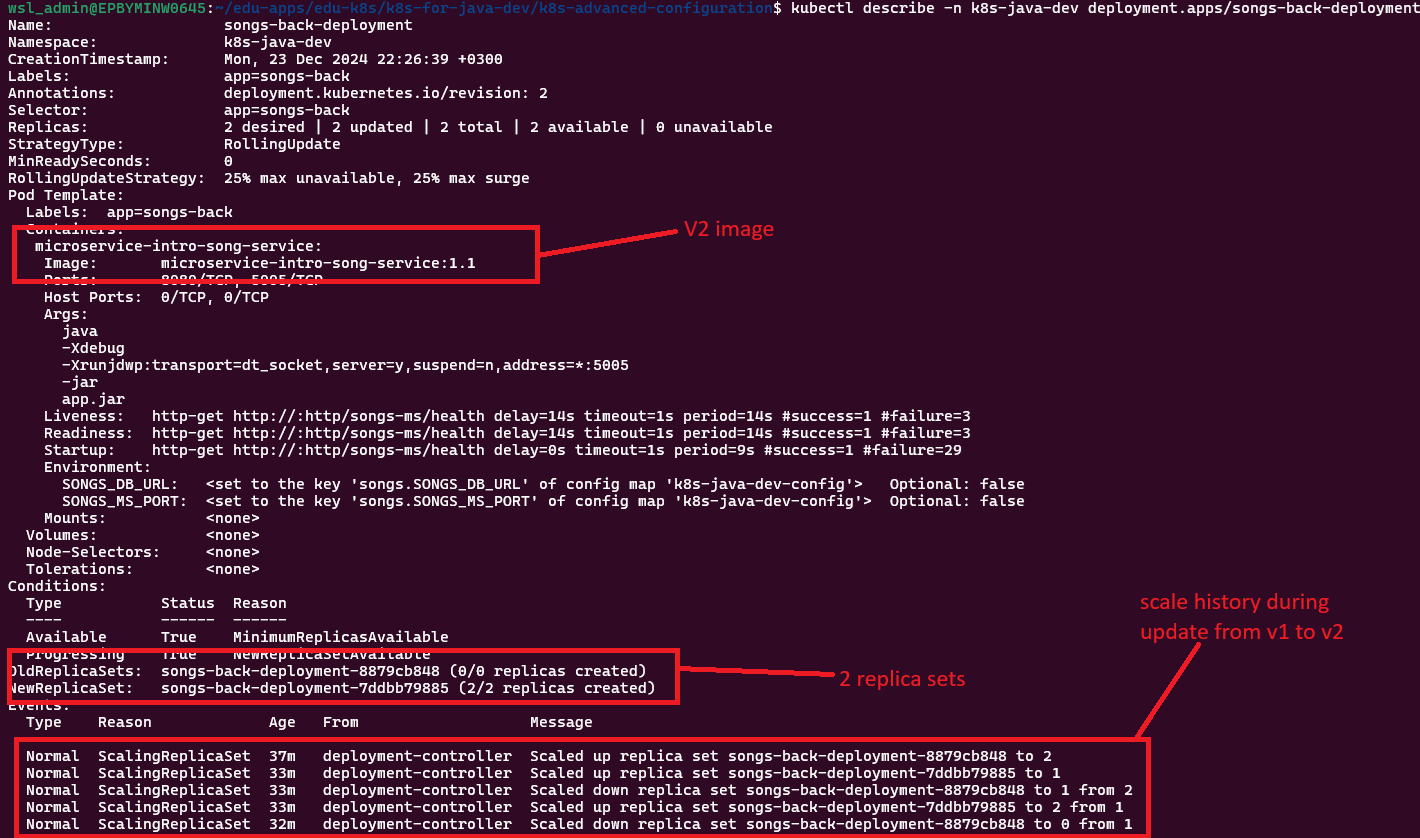 wsl_admin@EPBYMINW0645:~/edu-apps/edu-k8s/k8s-for-java-dev/k8s-advanced-configuration$ kubectl describe -n k8s-java-dev deployment.apps/songs-back-deployment
Name:                   songs-back-deployment
Namespace:              k8s-java-dev
CreationTimestamp:      Mon, 23 Dec 2024 22:26:39 +0300
Labels:                 app=songs-back
Annotations:            deployment.kubernetes.io/revision: 2
Selector:               app=songs-back
Replicas:               2 desired | 2 updated | 2 total | 2 available | 0 unavailable
StrategyType:           RollingUpdate
MinReadySeconds:        0
RollingUpdateStrategy:  25% max unavailable, 25% max surge
Pod Template:
  Labels:  app=songs-back
  Containers:
V2 image
   microservice-intro-song-service:
    Image:       microservice-intro-song-service:1.1
    Ports:       8080/TCP, 5005/TCP
    Host Ports:  0/TCP, 0/TCP
    Args:
      java
      -Xdebug
      -Xrunjdwp:transport=dt_socket,server=y,suspend=n,address=*:5005
      -jar
      app.jar
    Liveness:   http-get http://:http/songs-ms/health delay=14s timeout=1s period=14s #success=1 #failure=3
    Readiness:  http-get http://:http/songs-ms/health delay=14s timeout=1s period=14s #success=1 #failure=3
    Startup:    http-get http://:http/songs-ms/health delay=0s timeout=1s period=9s #success=1 #failure=29
    Environment:
      SONGS_DB_URL:   <set to the key 'songs.SONGS_DB_URL' of config map 'k8s-java-dev-config'>   Optional: false
      SONGS_MS_PORT:  <set to the key 'songs.SONGS_MS_PORT' of config map 'k8s-java-dev-config'>  Optional: false
    Mounts:           <none>
  Volumes:            <none>
  Node-Selectors:     <none>
  Tolerations:        <none>
Conditions:
  Type           Status  Reason
  ----           ------  ------
  Available      True    MinimumReplicasAvailable
  Progressing    True    NewReplicaSetAvailable
scale history during
update from v1 to v2
OldReplicaSets:  songs-back-deployment-8879cb848 (0/0 replicas created)
NewReplicaSet:   songs-back-deployment-7ddbb79885 (2/2 replicas created)
2 replica sets
Events:
  Type    Reason             Age   From                   Message
  Normal  ScalingReplicaSet  37m   deployment-controller  Scaled up replica set songs-back-deployment-8879cb848 to 2
  Normal  ScalingReplicaSet  33m   deployment-controller  Scaled up replica set songs-back-deployment-7ddbb79885 to 1
  Normal  ScalingReplicaSet  33m   deployment-controller  Scaled down replica set songs-back-deployment-8879cb848 to 1 from 2
  Normal  ScalingReplicaSet  33m   deployment-controller  Scaled up replica set songs-back-deployment-7ddbb79885 to 2 from 1
  Normal  ScalingReplicaSet  32m   deployment-controller  Scaled down replica set songs-back-deployment-8879cb848 to 0 from 1